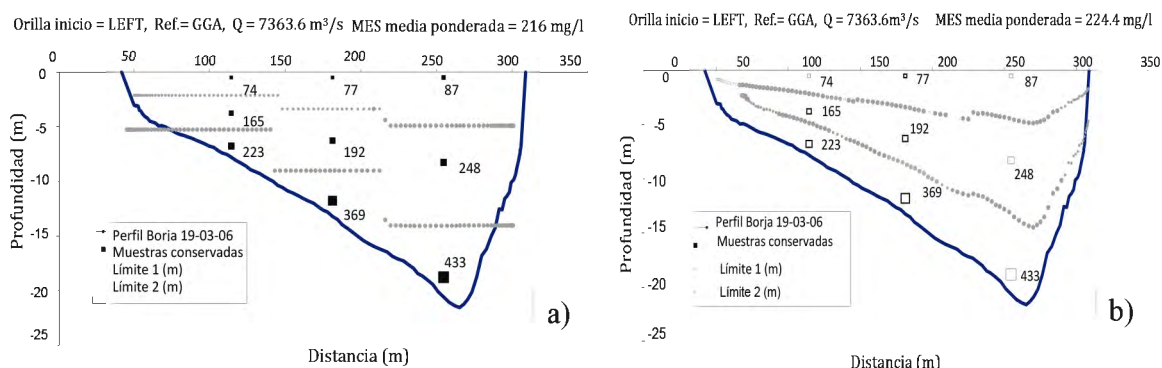 Orilla inicio = LEFT, Ref.= GGA, Q = 7363.6 m³/s MES media ponderada = 216 mg/l
0 50 100 150 200 250 300 350
0
-5
-10
-15
-20
-25
Profundidad (m)
74 77 87
165
192
223
248
369
433
Perfil Borja 19-03-06
Muestras conservadas
Límite 1 (m)
Límite 2 (m)
a)
Distancia (m)
Orilla inicio = LEFT, Ref.= GGA, Q = 7363.6m³/s MES media ponderada = 224.4 mg/l
0 50 100 150 200 250 300 350
0
-5
-10
-15
-20
-25
Profundidad (m)
74 77 87
165
192
223
248
369
433
Perfil Borja 19-03-06
Muestras conservadas
Límite 1 (m)
Límite 2 (m)
b)
Distancia (m)